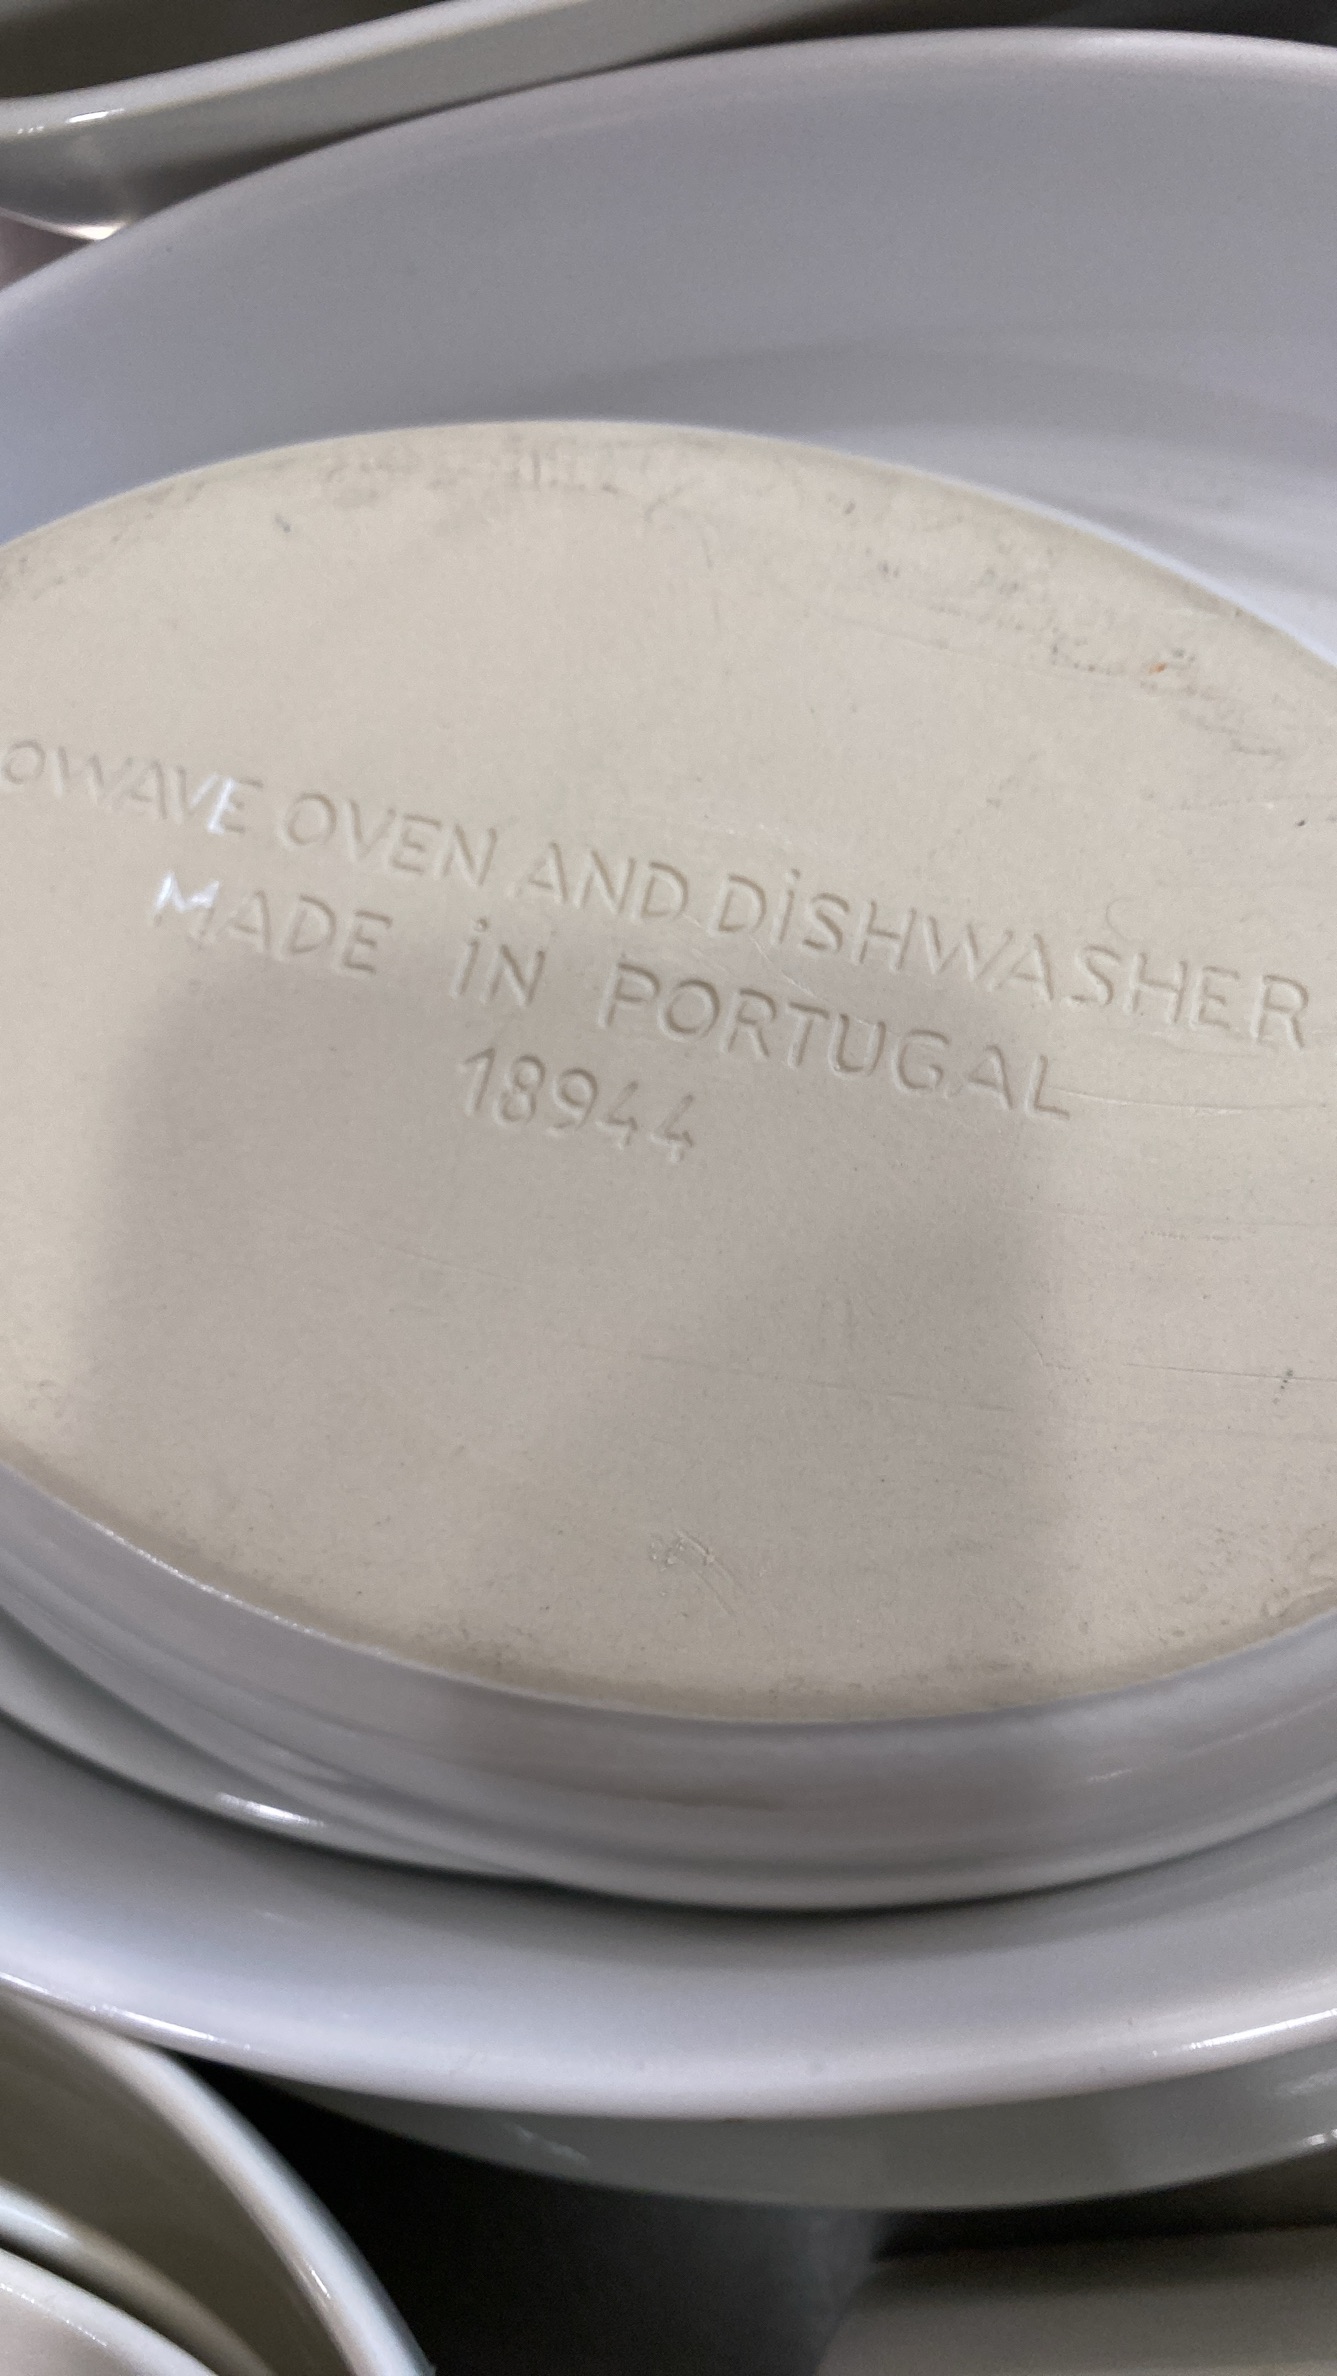 OWAVE OVEN AND DiSHWASHER
MADE iN PORTUGAL
18944